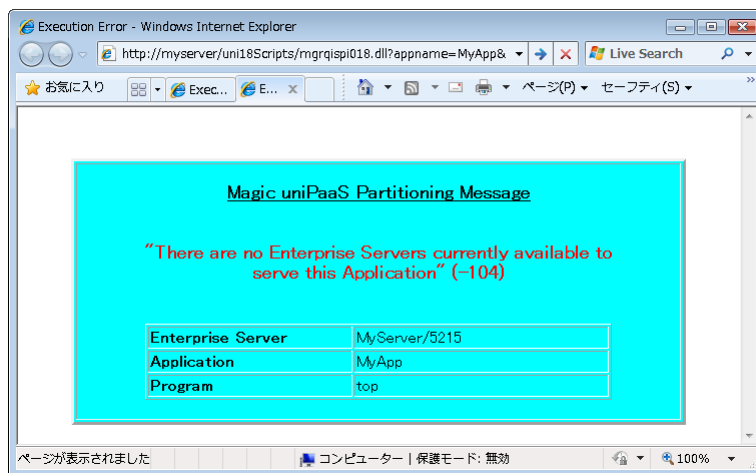 Execution Error - Windows Internet Explorer
http://myserver/uni18Scripts/mgrqispi018.dll?appname=MyApp&
Live Search
お気に入り
Exec...
E...
ページ(P)
セーフティ(S)
»
Magic uniPaaS Partitioning Message
"There are no Enterprise Servers currently available to
serve this Application" (-104)
Enterprise Server MyServer/5215
Application MyApp
Program top
ページが表示されました
コンピューター | 保護モード: 無効
100%